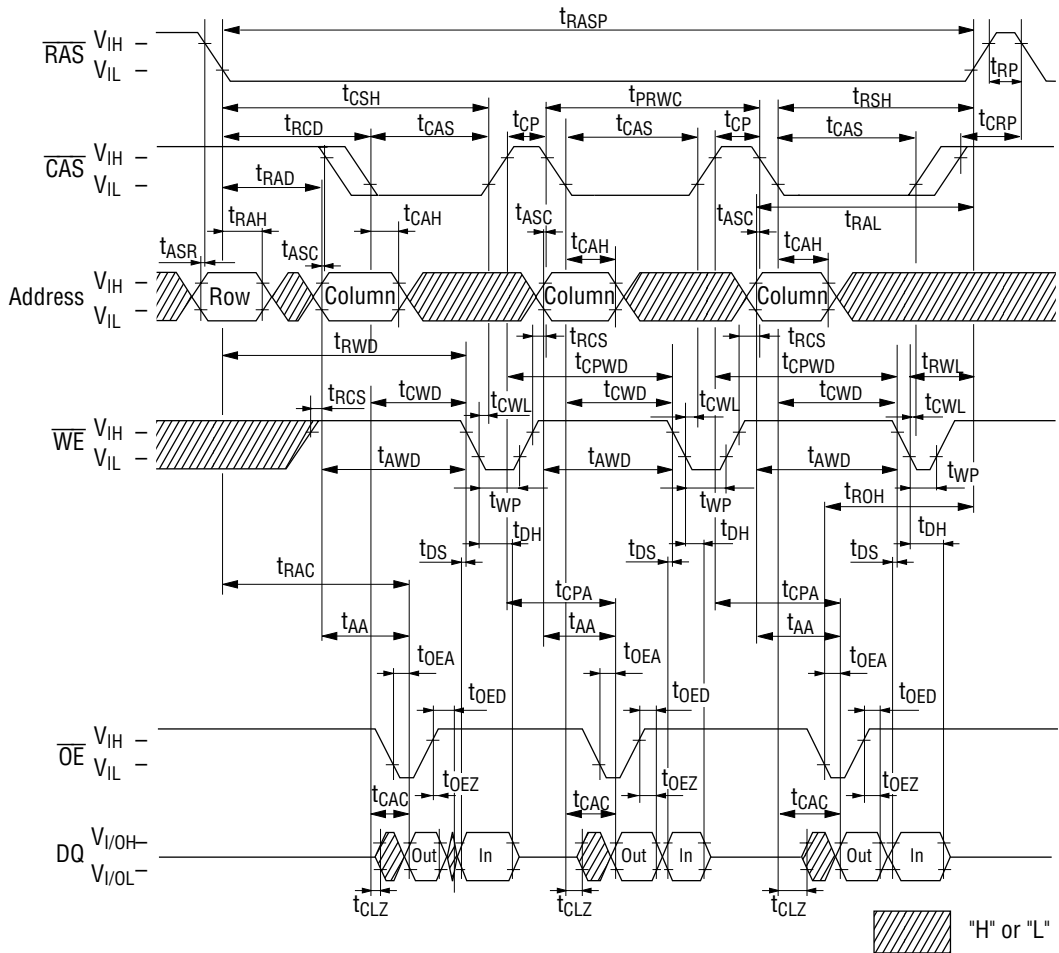 tRASP
RAS VIH
VIL
tRP
tCSH tPRWC tRSH
tRCD tCAS tCP tCAS tCP tCAS tCRP
CAS VIH
VIL
tRAD
tRAH tCAH tASC tASC tRAL
tASR tASC tCAH tCAH
Address VIH
VIL
Row Column Column Column
tRCS tRCS
tRWD tCPWD tCPWD tRWL
tRCS tCWD tCWL tCWD tCWL tCWD tCWL
WE VIH
VIL
tAWD tAWD tAWD
tWP tWP tWP
tROH
tDH tDH tDH
tDS tDS tDS
tRAC tCPA tCPA
tAA tAA tAA
tOEA tOEA tOEA
tOED tOED tOED
OE VIH
VIL
tOEZ tOEZ tOEZ
tCAC tCAC tCAC
DQ VI/OH
VI/OL
Out In Out In Out In
tCLZ tCLZ tCLZ
"H" or "L"